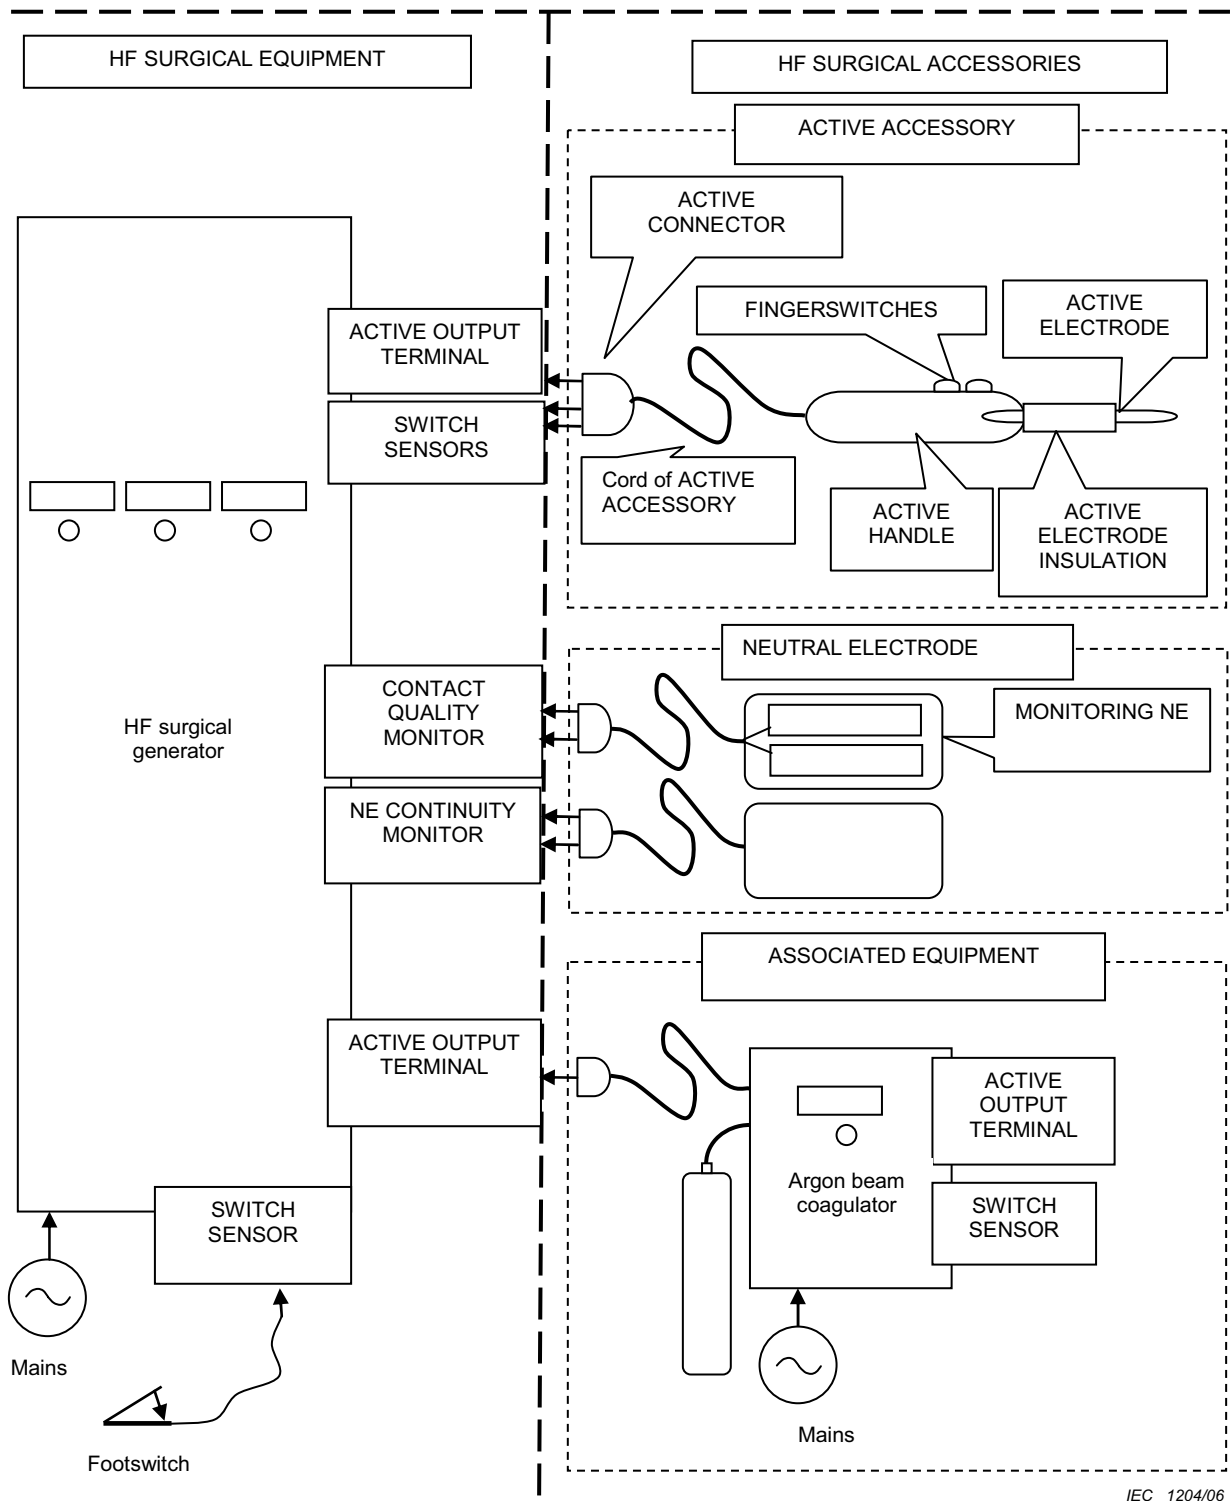 HF SURGICAL EQUIPMENT
HF SURGICAL ACCESSORIES
ACTIVE ACCESSORY
ACTIVE
CONNECTOR
FINGERSWITCHES
ACTIVE
ELECTRODE
ACTIVE OUTPUT
TERMINAL
SWITCH
SENSORS
Cord of ACTIVE
ACCESSORY
ACTIVE
HANDLE
ACTIVE
ELECTRODE
INSULATION
NEUTRAL ELECTRODE
CONTACT
QUALITY
MONITOR
MONITORING NE
HF surgical
generator
NE CONTINUITY
MONITOR
ASSOCIATED EQUIPMENT
ACTIVE OUTPUT
TERMINAL
ACTIVE
OUTPUT
TERMINAL
Argon beam
coagulator
SWITCH
SENSOR
SWITCH
SENSOR
Mains
Mains
Footswitch
IEC 1204/06